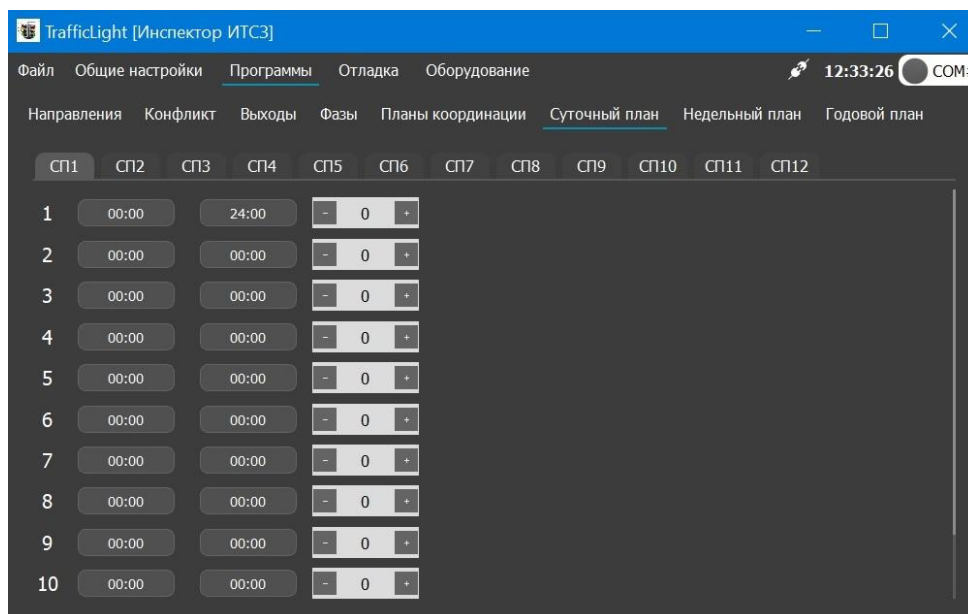 TrafficLight [Инспектор ИТСЗ]
Файл Общие настройки Программы Отладка Оборудование 12:33:26 COM
Направления Конфликт Выходы Фазы Планы координации Суточный план Недельный план Годовой план
СП1 СП2 СП3 СП4 СП5 СП6 СП7 СП8 СП9 СП10 СП11 СП12
1 00:00 24:00 - 0 +
2 00:00 00:00 - 0 +
3 00:00 00:00 - 0 +
4 00:00 00:00 - 0 +
5 00:00 00:00 - 0 +
6 00:00 00:00 - 0 +
7 00:00 00:00 - 0 +
8 00:00 00:00 - 0 +
9 00:00 00:00 - 0 +
10 00:00 00:00 - 0 +